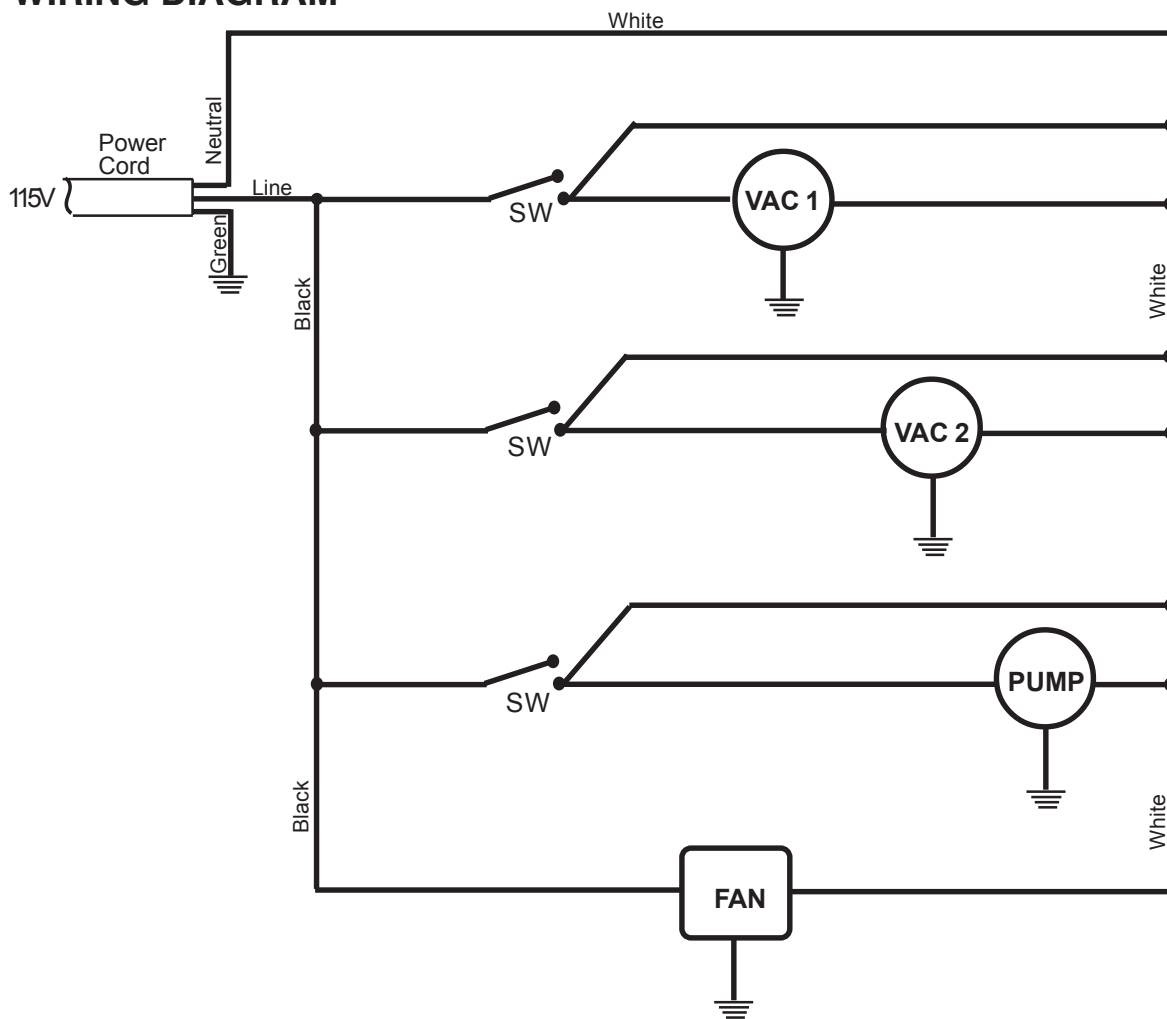 WIRING DIAGRAM
White
Neutral
Power
Cord
115V
Line
Green
SW
VAC 1
Black
White
SW
VAC 2
SW
PUMP
Black
White
FAN